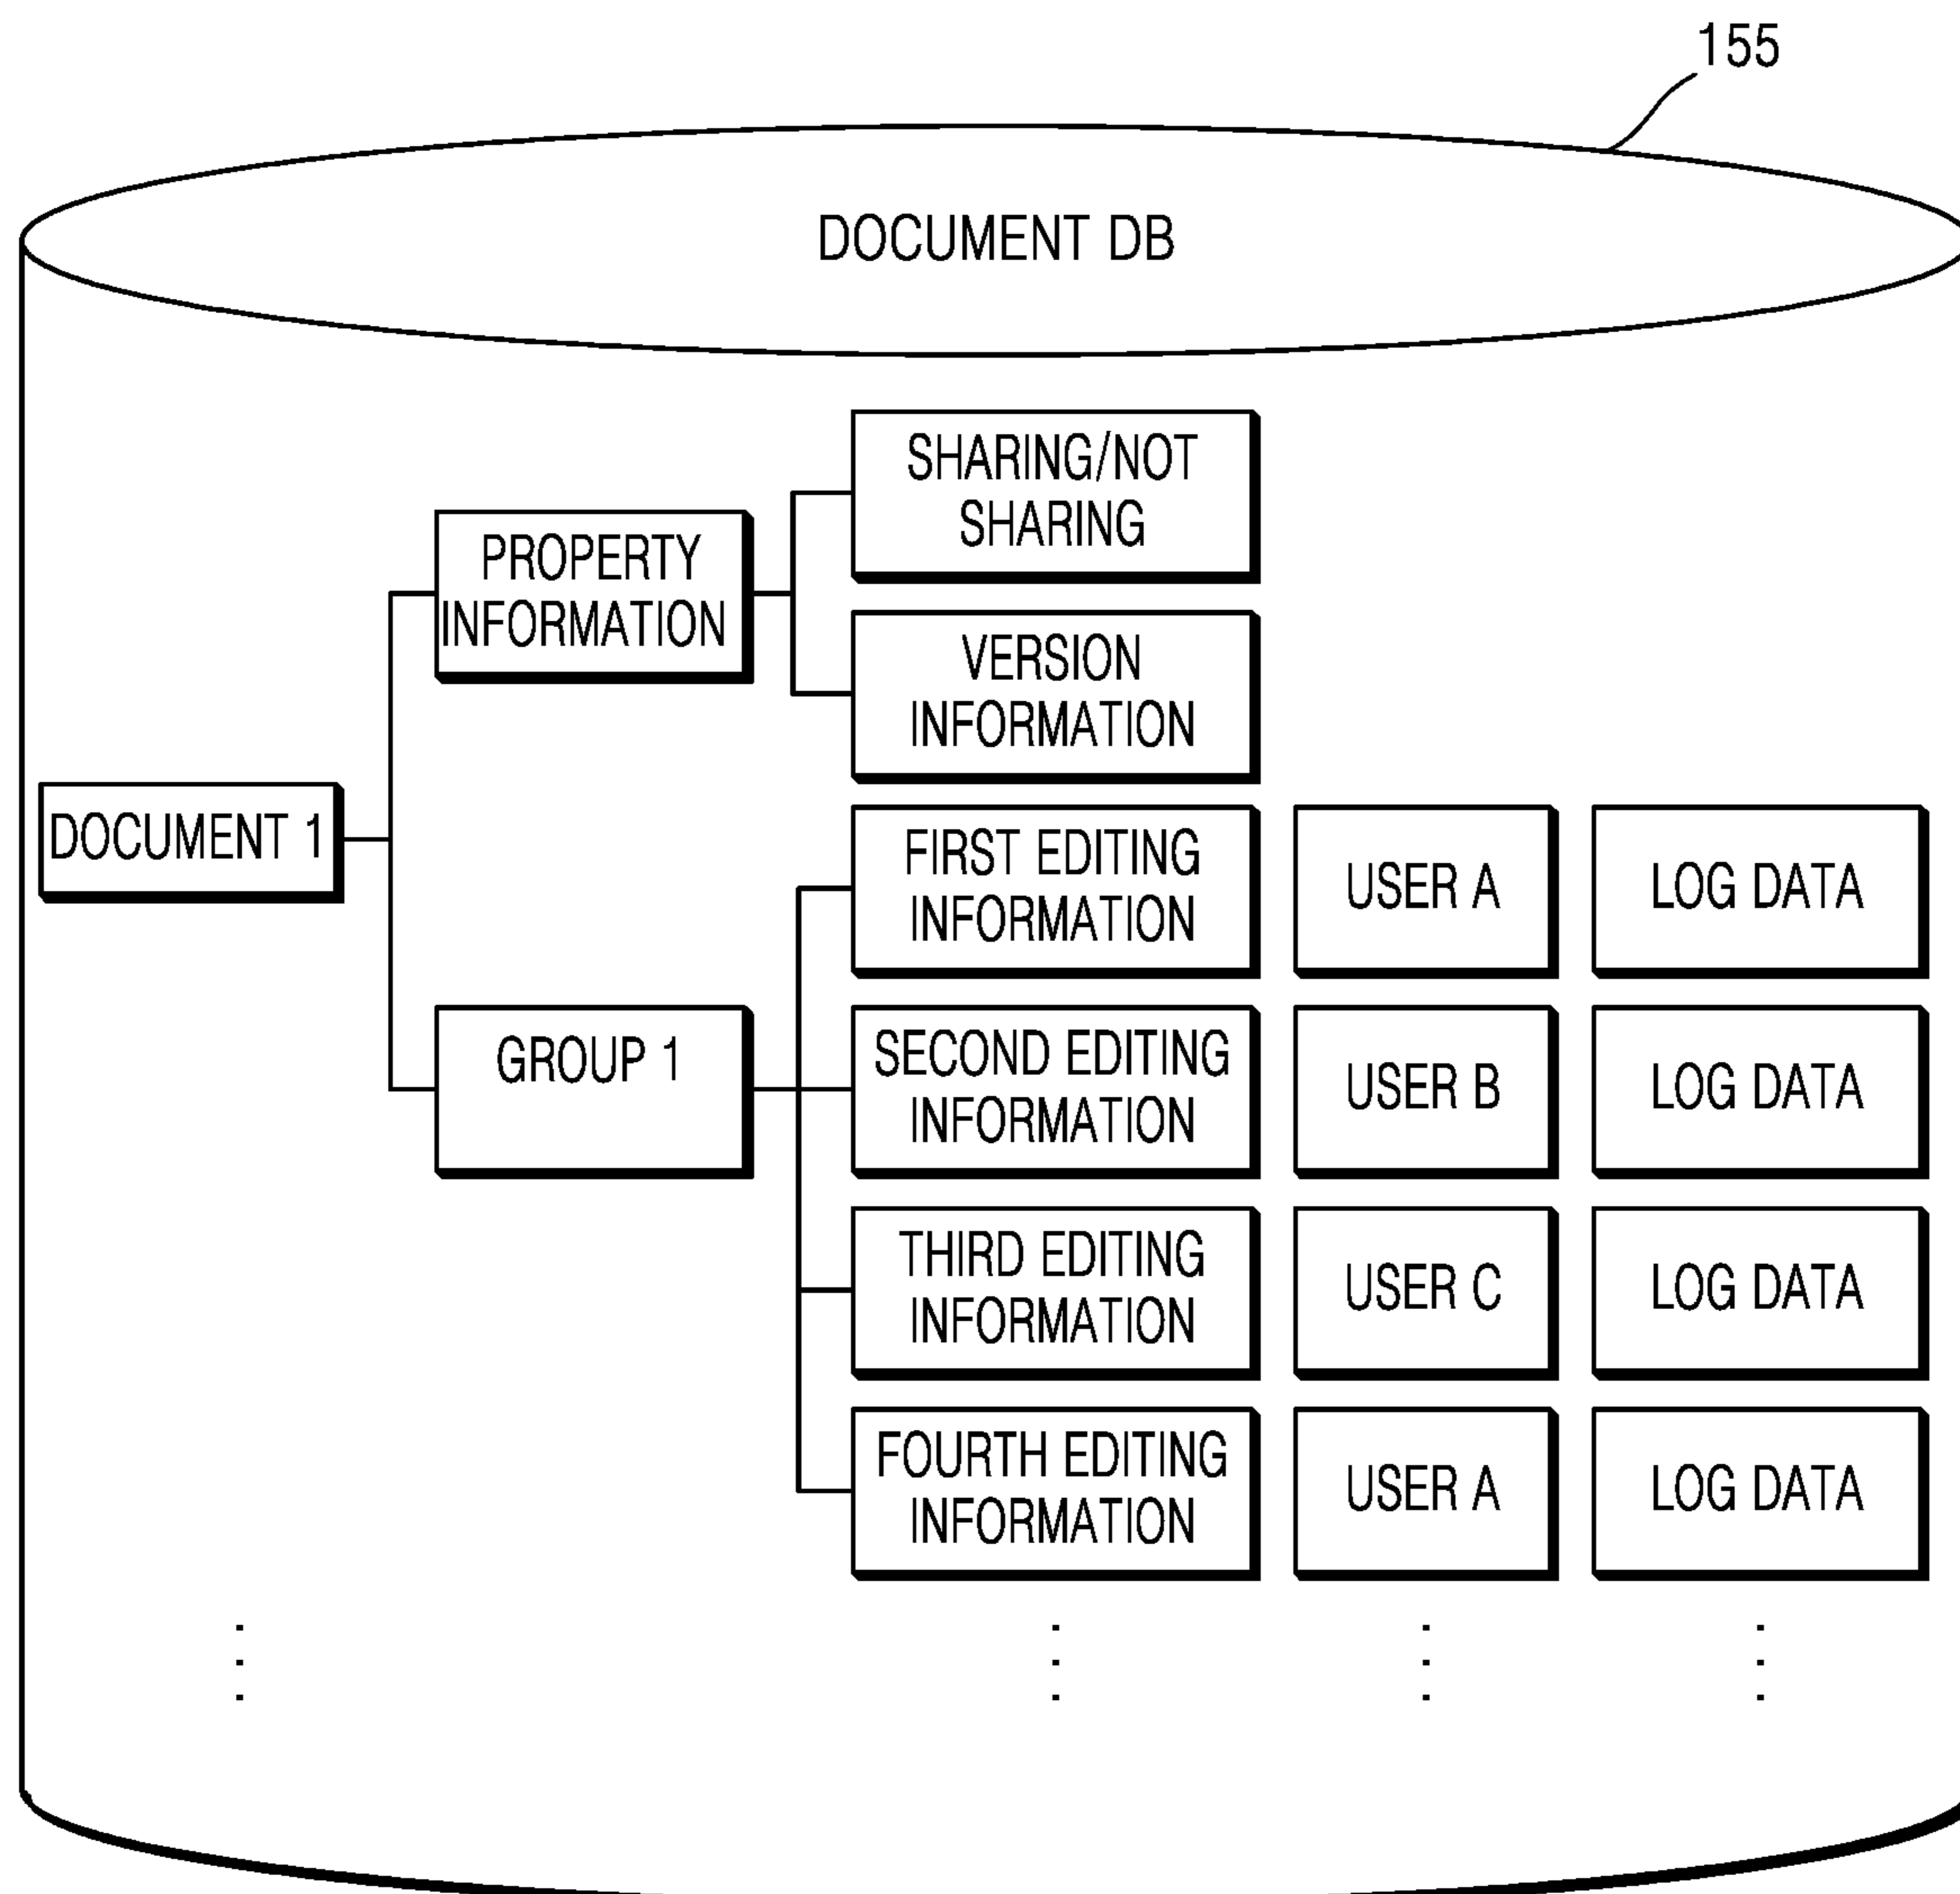 155
DOCUMENT DB
SHARING/NOT
SHARING
PROPERTY
INFORMATION
VERSION
INFORMATION
DOCUMENT 1
FIRST EDITING
INFORMATION
USER A
LOG DATA
GROUP 1
SECOND EDITING
INFORMATION
USER B
LOG DATA
THIRD EDITING
INFORMATION
USER C
LOG DATA
FOURTH EDITING
INFORMATION
USER A
LOG DATA